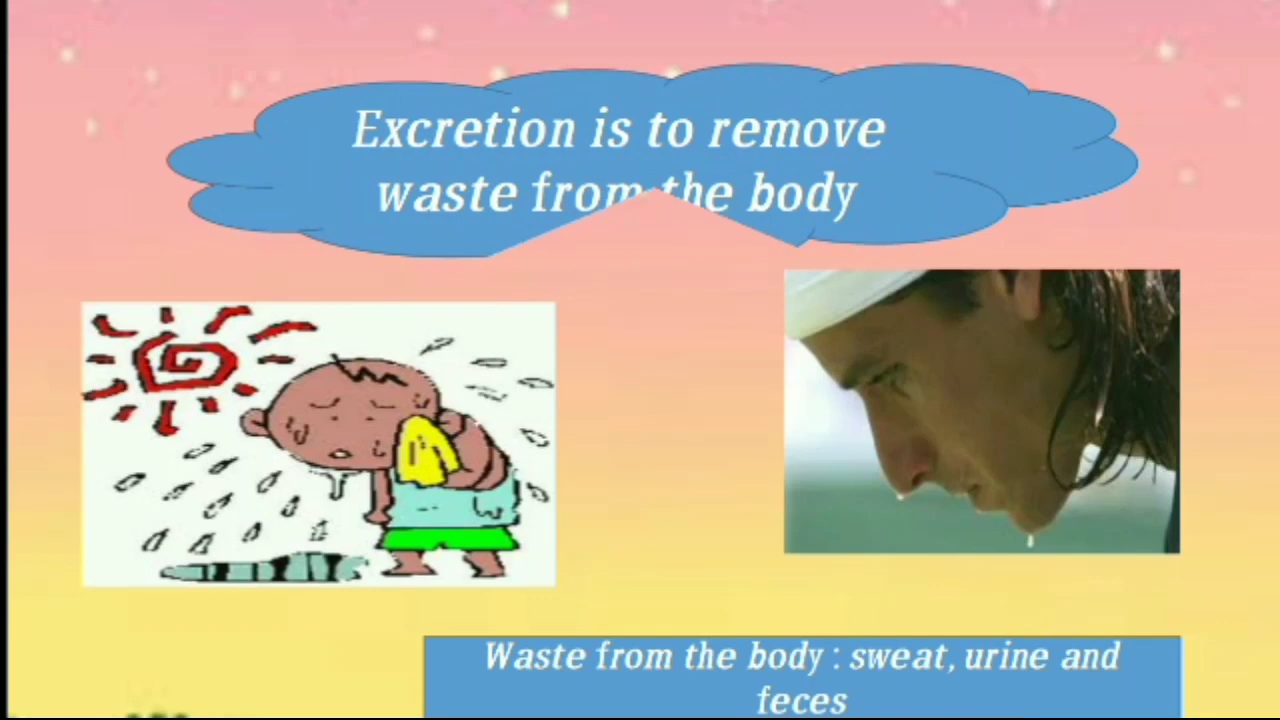 Excretion is to remove
waste from the body
Waste from the body : sweat, urine and
feces